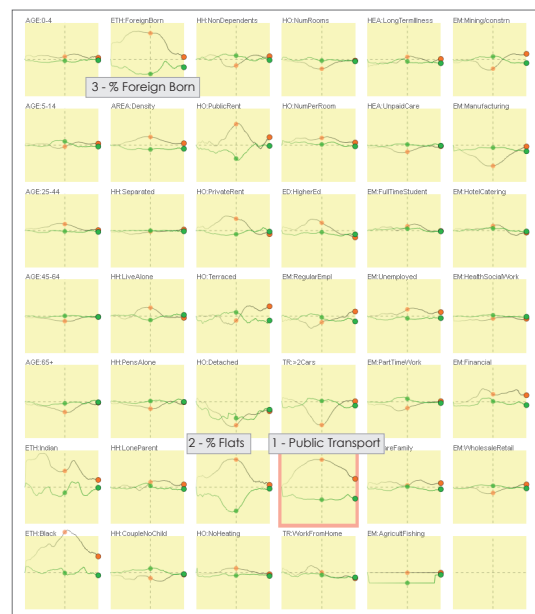 AGE:0-4
ETH:ForeignBorn
HH:NonDependents
HO:NumRooms
HEA:LongTermIllness
EM:Mining/constrn
3 - % Foreign Born
AGE:5-14
AREA:Density
HO:PublicRent
HO:NumPerRoom
HEA:UnpaidCare
EM:Manufacturing
AGE:25-44
HH:Separated
HO:PrivateRent
ED:HigherEd
EM:FullTimeStudent
EM:HotelCatering
AGE:45-64
HH:LiveAlone
HO:Terraced
EM:RegularEmpl
EM:Unemployed
EM:HealthSocialWork
AGE:65+
HH:PensAlone
HO:Detached
TR:>2Cars
EM:PartTimeWork
EM:Financial
2 - % Flats
1 - Public Transport
ETH:Indian
HH:LoneParent
areFamily
EM:WholesaleRetail
ETH:Black
HH:CoupleNoChild
HO:NoHeating
TR:WorkFromHome
EM:AgricultFishing